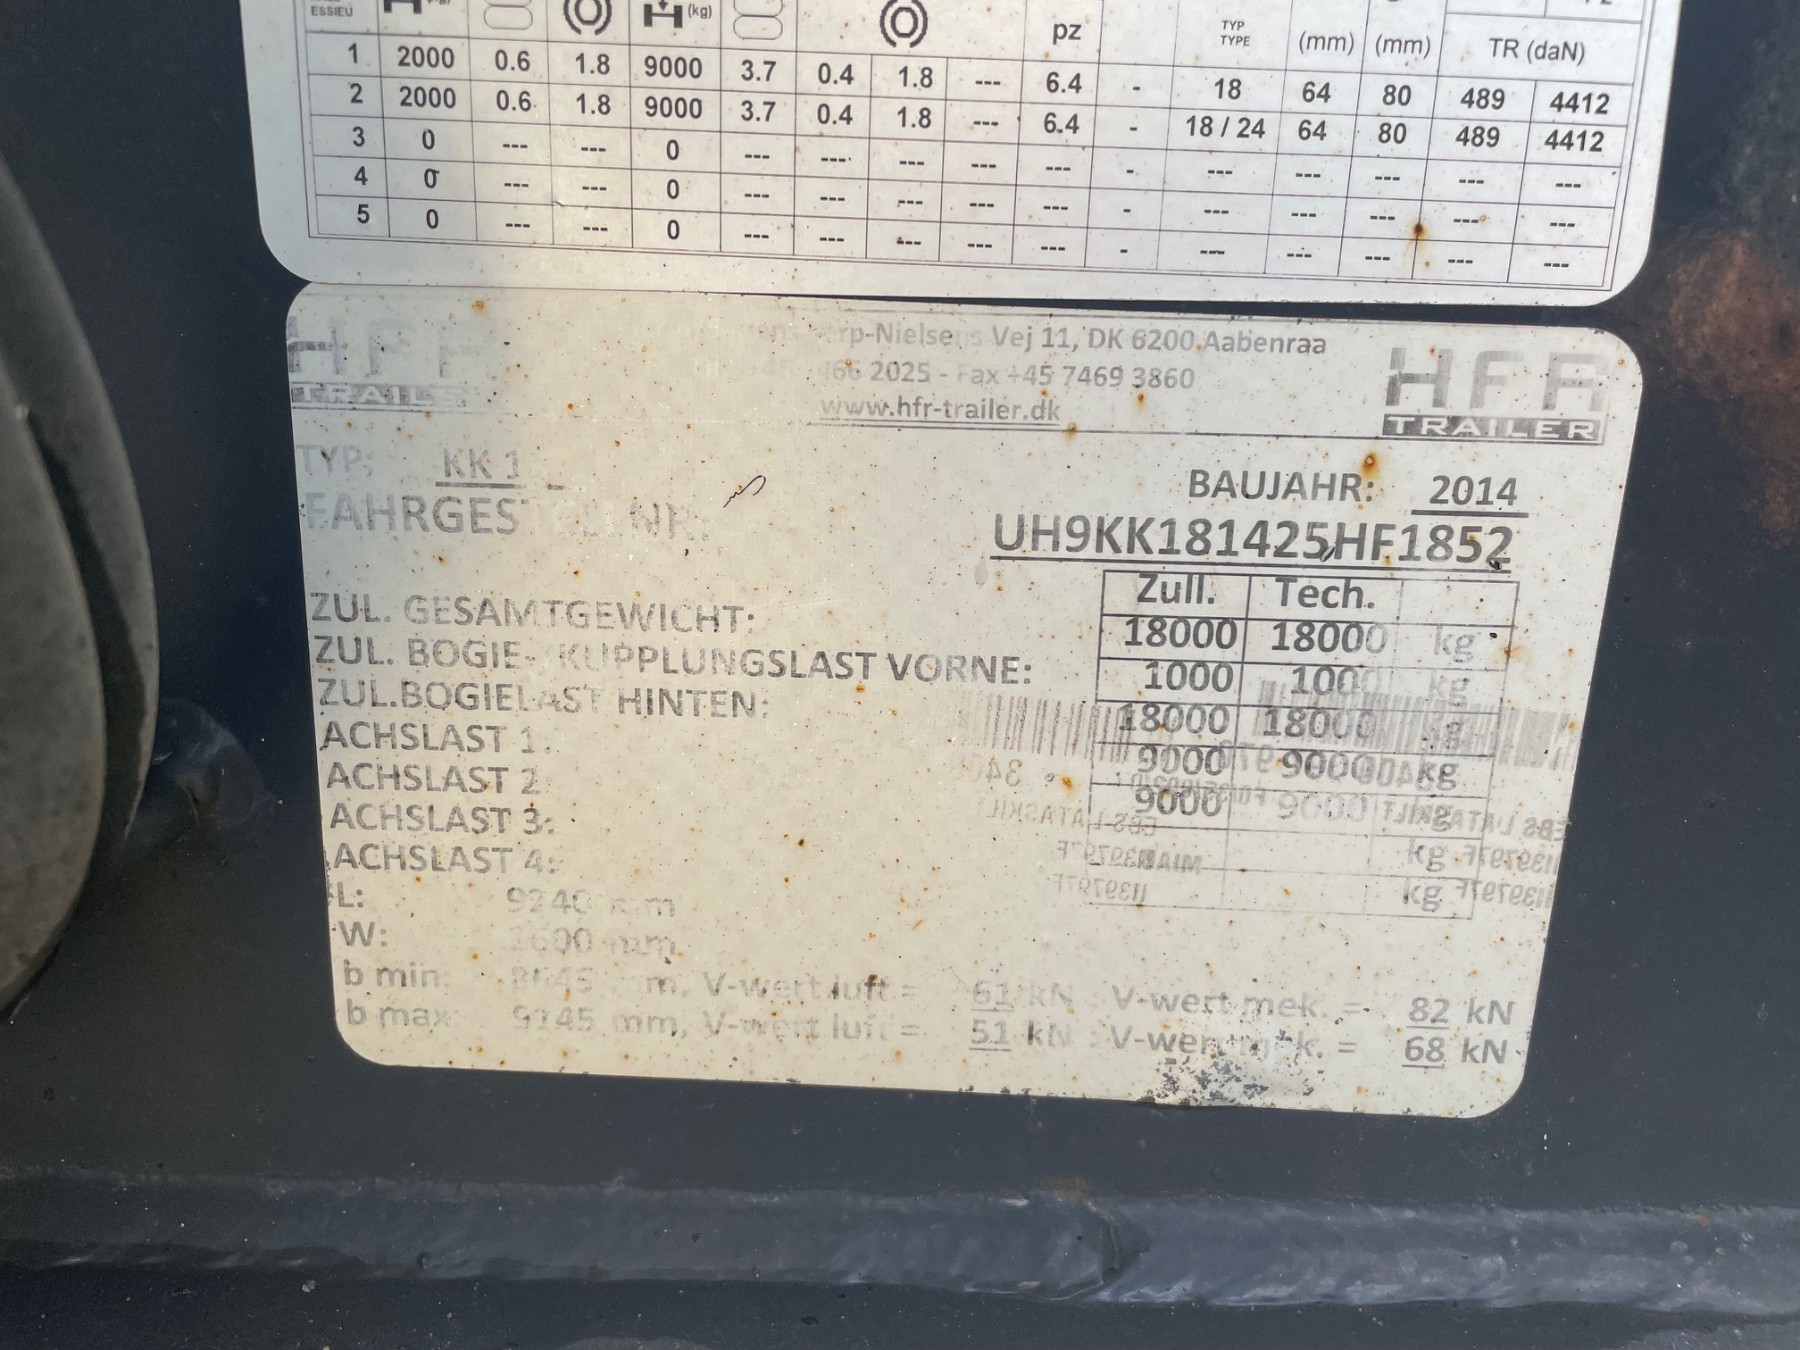 ESSIEU (kg) pz TYP TYPE (mm) (mm) TR (daN)
1 2000 0.6 1.8 9000 3.7 0.4 1.8 --- 6.4 - 18 64 80 489 4412
2 2000 0.6 1.8 9000 3.7 0.4 1.8 --- 6.4 - 18 / 24 64 80 489 4412
3 0 --- --- 0 --- --- --- --- --- - --- --- --- --- ---
4 0 --- --- 0 --- --- --- --- --- - --- --- --- --- ---
5 0 --- --- 0 --- --- --- --- --- - --- --- --- --- ---
HFR TRAILER
Vej 11, DK 6200 Aabenraa
2025 - Fax +45 7469 3860
www.hfr-trailer.dk
HFR TRAILER
TYP: KK 1
BAUJAHR: 2014
NR: UH9KK181425HF1852
Zull. Tech.
ZUL. GESAMTGEWICHT: 18000 18000 kg
ZUL. BOGIE- KUPPLUNGSLAST VORNE: 1000 1000 kg
ZUL.BOGIELAST HINTEN: 18000 18000 kg
ACHSLAST 1: 9000 9000 kg
ACHSLAST 2 9000 9000 kg
ACHSLAST 3: kg
ACHSLAST 4: kg
L: 9240 mm
W: mm
b min: mm, V-wert luft = 61 kN V-wert mek. = 82 kN
b max 9245 mm, V-wert luft = 51 kN V-wert mek. = 68 kN